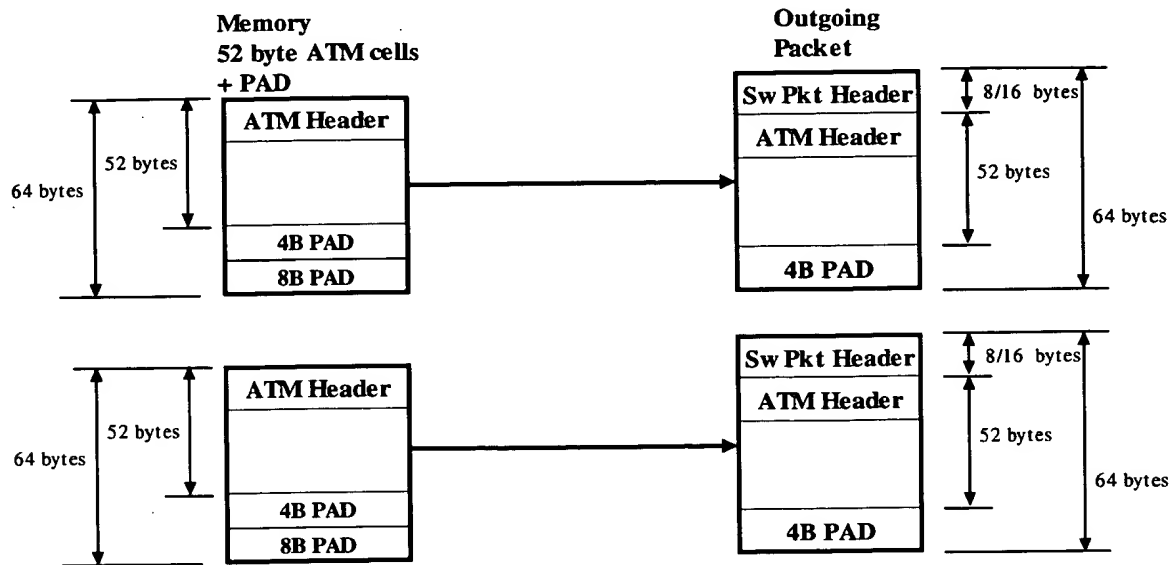 Memory
52 byte ATM cells
+ PAD
Outgoing
Packet
ATM Header
4B PAD
8B PAD
52 bytes
64 bytes
Sw Pkt Header
ATM Header
4B PAD
8/16 bytes
52 bytes
64 bytes
ATM Header
4B PAD
8B PAD
52 bytes
64 bytes
Sw Pkt Header
ATM Header
4B PAD
8/16 bytes
52 bytes
64 bytes